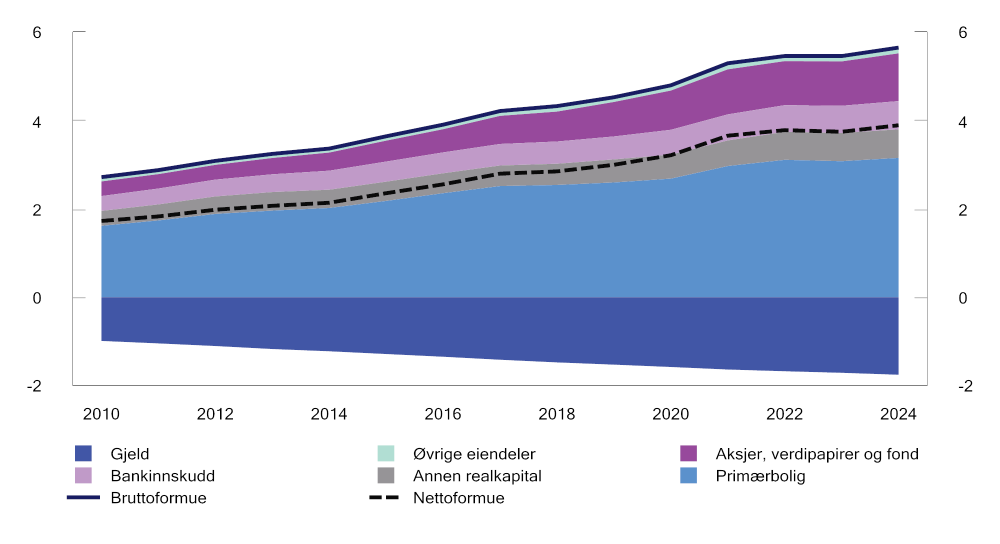 6 6
4 4
2 2
0 0
-2 -2
2010 2012 2014 2016 2018 2020 2022 2024
Gjeld Øvrige eiendeler Aksjer, verdipapirer og fond
Bankinnskudd Annen realkapital Primærbolig
Bruttoformue Nettoformue